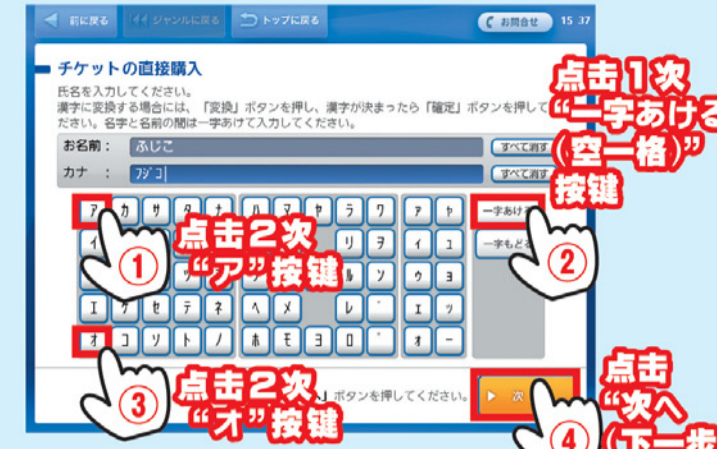 前に戻る ジャンルに戻る トップに戻る お問合せ 15 37
チケットの直接購入
氏名を入力してください。
漢字に変換する場合には、「変換」ボタンを押し、漢字が決まったら「確定」ボタンを押して
ださい。名字と名前の間は一字あけて入力してください。
お名前： ふじこ すべて消す
カナ ： フジコ すべて消す
点击1次
“一字あける
(空一格)”
按键
ア カ サ タ ナ ハ マ ヤ ラ ワ ァ ャ 一字あけ
イ リ ヲ ィ ュ 一字もど
ル ン ゥ ョ
エ ケ セ テ ネ ヘ メ レ ゛ ェ ッ
オ コ ソ ト ノ ホ モ ヨ ロ ゜ ォ ー
① 点击2次
“ア”按键
②
③ 点击2次
“オ”按键
」ボタンを押してください。 次
④ 点击
“次へ
(下一步